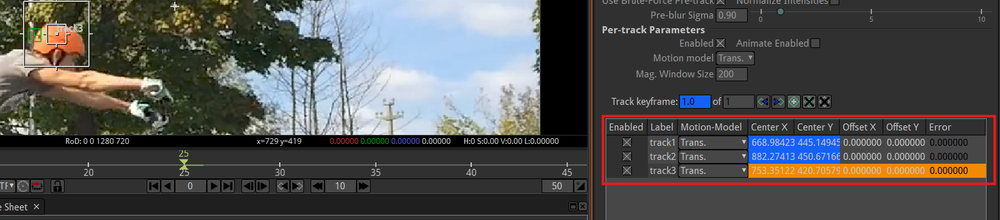 Use Brute-Force Pre-track Normalize Intensities
Pre-blur Sigma 0.90 0 5 10
Per-track Parameters
Enabled Animate Enabled
Motion model Trans.
Mag. Window Size 200
Track keyframe: 1.0 of 1
Enabled Label Motion-Model Center X Center Y Offset X Offset Y Error
track1 Trans. 668.98423 445.14945 0.000000 0.000000 0.000000
track2 Trans. 882.27413 450.67166 0.000000 0.000000 0.000000
track3 Trans. 753.35122 420.70579 0.000000 0.000000 0.000000
track3
RoD: 0 0 1280 720 x=729 y=419 0.00000 0.00000 0.00000 0.00000 H:0 S:0.00 V:0.00 L:0.00000
25
20 25 30 35 40 45
TF 0 10 50
e Sheet